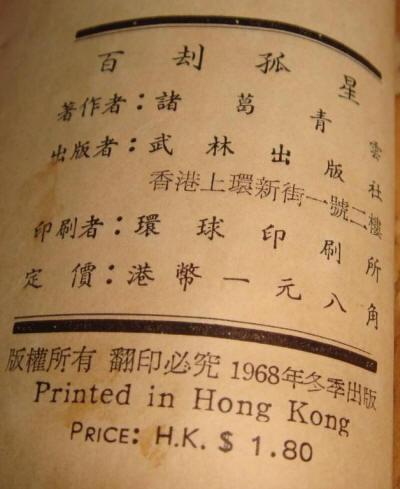 百刦孤星
著作者：諸葛青雲
出版者：武林出版社
香港上環新街一號二樓
印刷者：環球印刷所
定價：港幣一元八角
版權所有 翻印必究 1968年冬季出版
Printed in Hong Kong
PRICE: H.K. $ 1.80